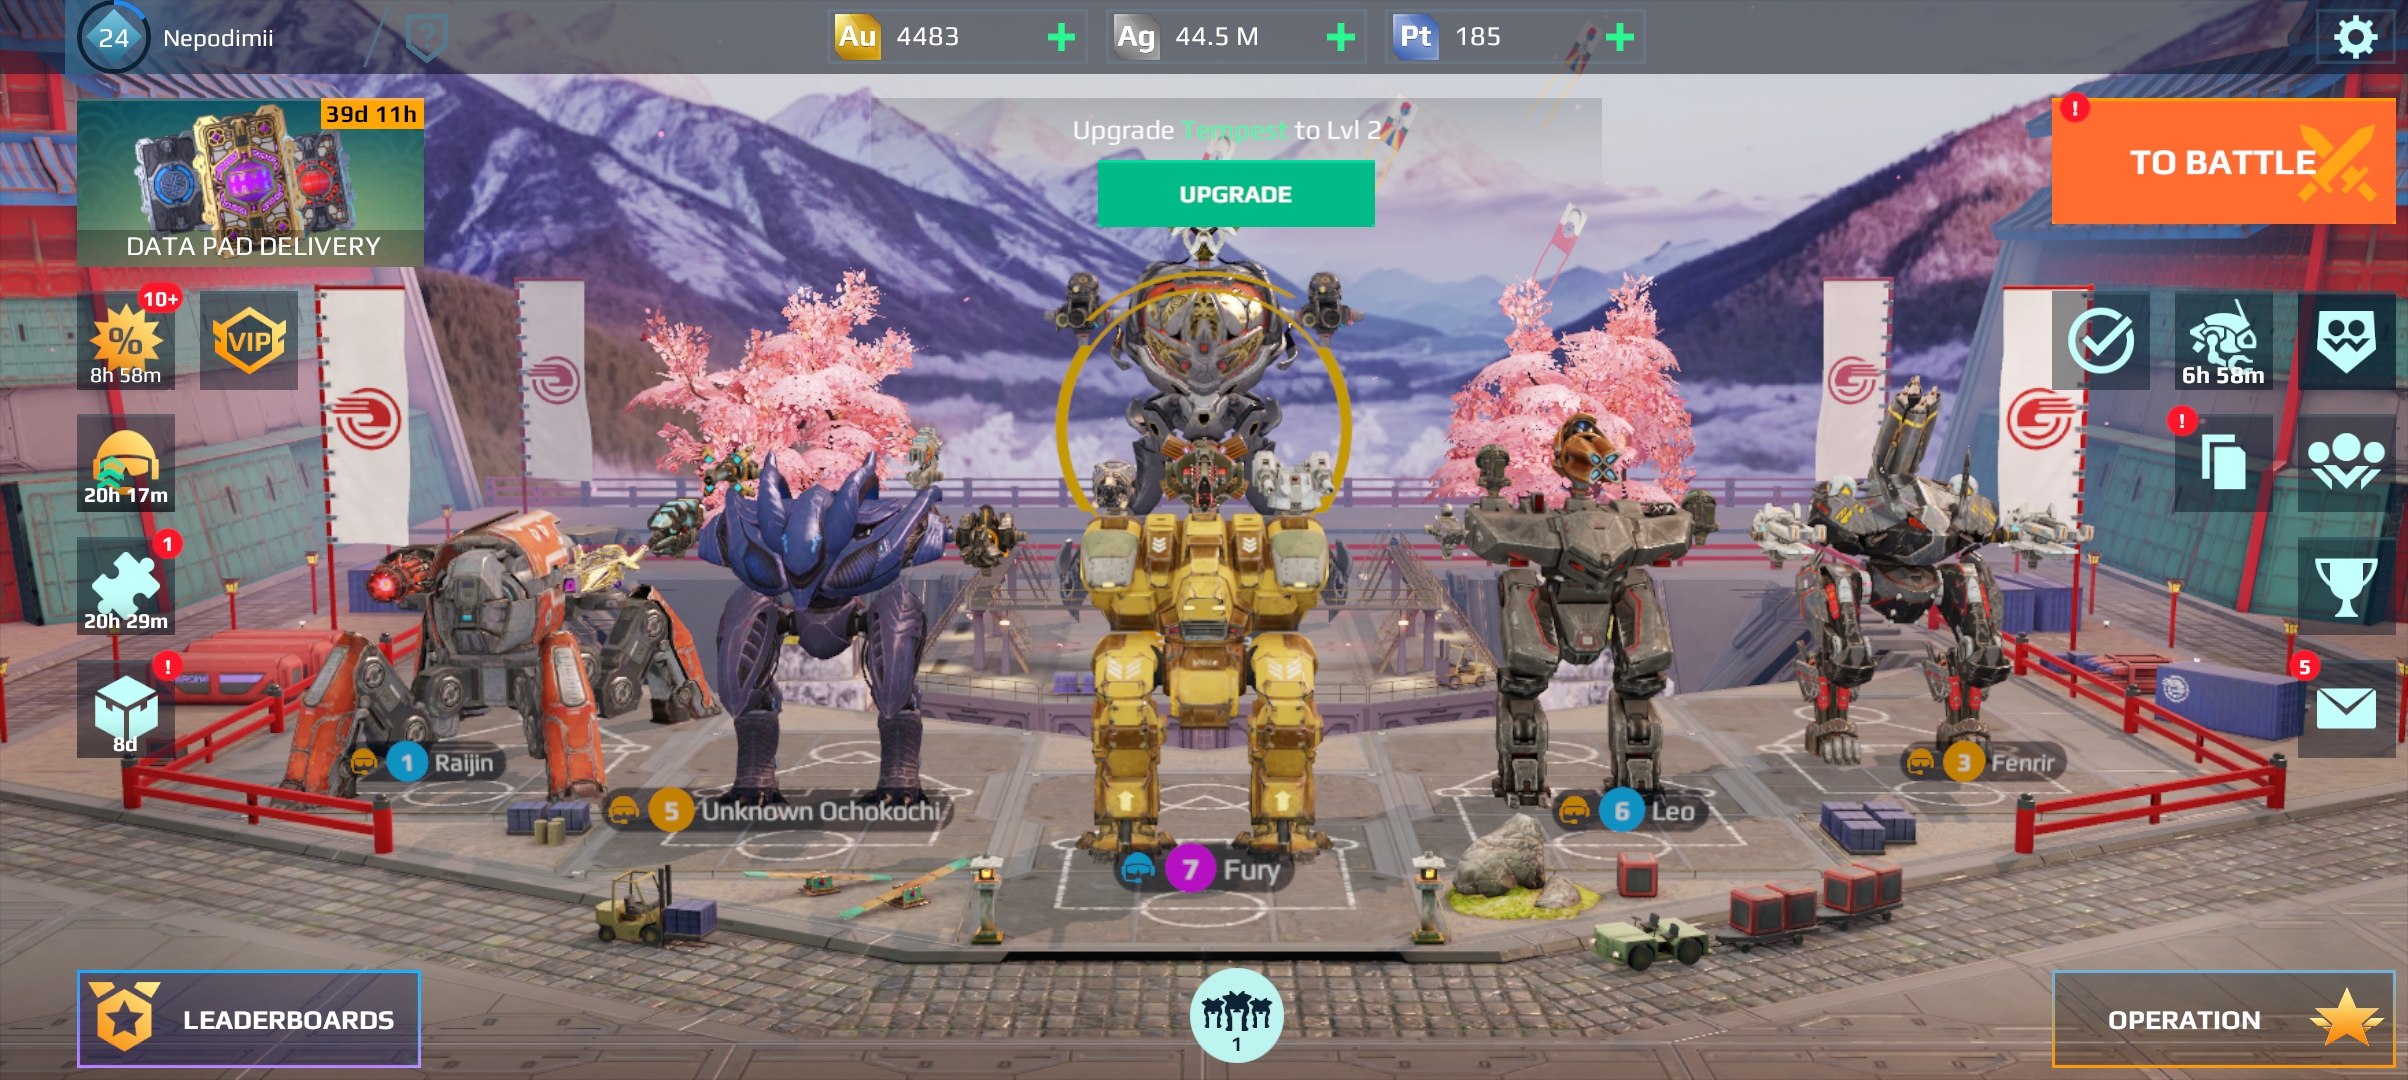 24 Nepodimii
Au 4483
Ag 44.5 M
Pt 185
39d 11h
DATA PAD DELIVERY
Upgrade Tempest to Lvl 2
UPGRADE
!
TO BATTLE
10+
%
8h 58m
VIP
20h 17m
1
20h 29m
!
8d
6h 58m
!
5
1 Raijin
5 Unknown Ochokochi
7 Fury
6 Leo
3 Fenrir
LEADERBOARDS
1
OPERATION